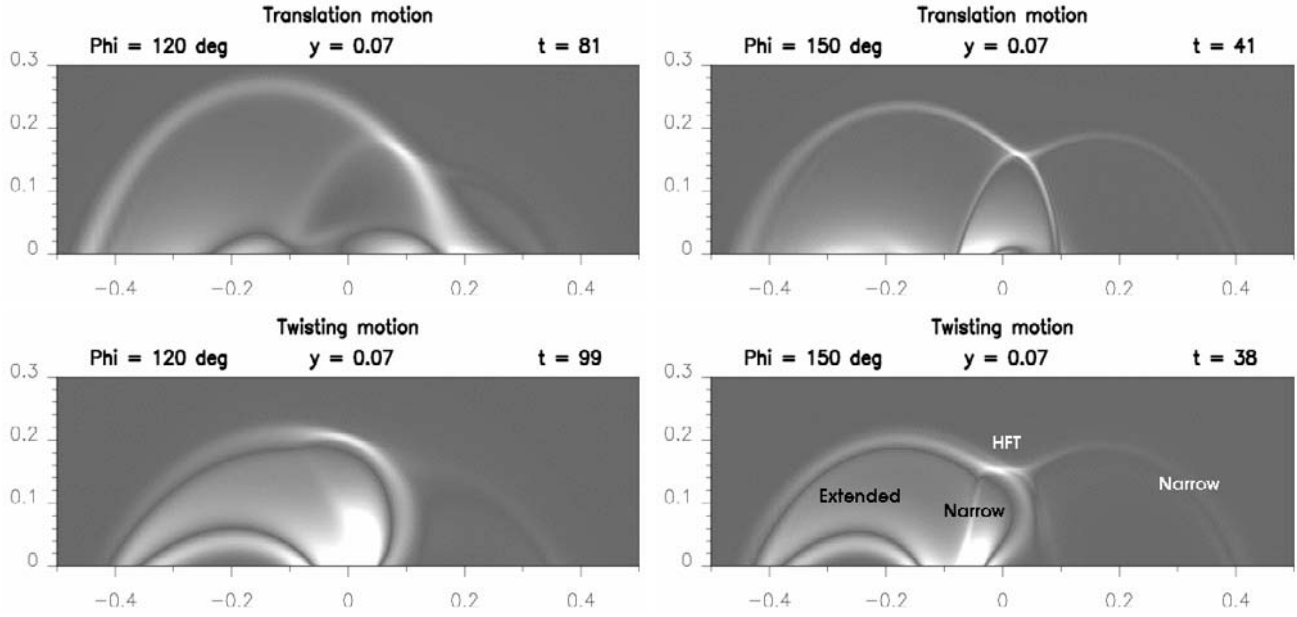 Translation motion
Phi = 120 deg y = 0.07 t = 81
0.3
0.2
0.1
0
−0.4 −0.2 0 0.2 0.4
Translation motion
Phi = 150 deg y = 0.07 t = 41
0.3
0.2
0.1
0
−0.4 −0.2 0 0.2 0.4
Twisting motion
Phi = 120 deg y = 0.07 t = 99
0.3
0.2
0.1
0
−0.4 −0.2 0 0.2 0.4
Twisting motion
Phi = 150 deg y = 0.07 t = 38
0.3
0.2
HFT
Extended
Narrow
Narrow
0.1
0
−0.4 −0.2 0 0.2 0.4